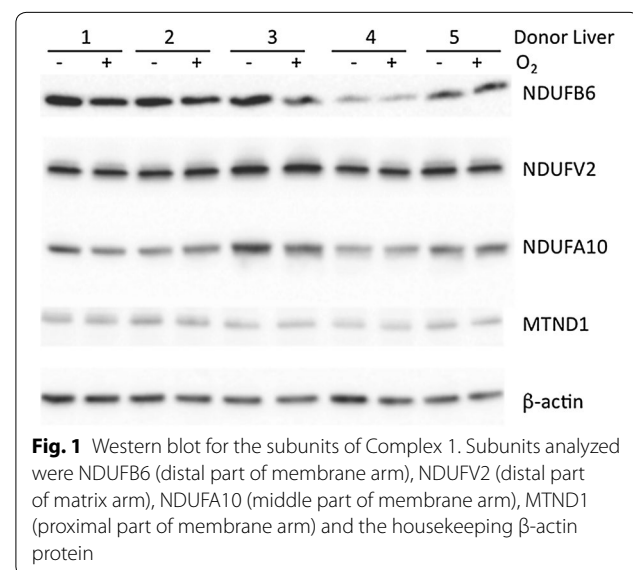 1 2 3 4 5 Donor Liver
- + - + - + - + - + O₂
NDUFB6
NDUFV2
NDUFA10
MTND1
β-actin
Fig. 1 Western blot for the subunits of Complex 1. Subunits analyzed
were NDUFB6 (distal part of membrane arm), NDUFV2 (distal part
of matrix arm), NDUFA10 (middle part of membrane arm), MTND1
(proximal part of membrane arm) and the housekeeping β-actin
protein